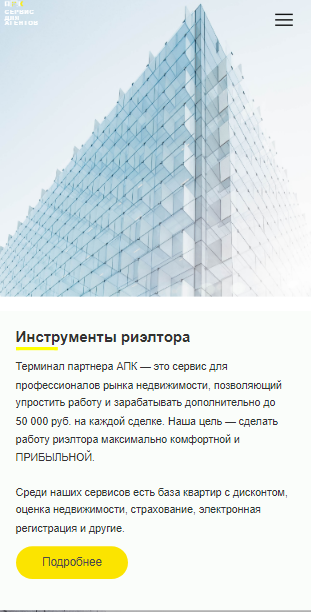 СЕРВИС
ДЛЯ
АГЕНТОВ
Инструменты риэлтора
Терминал партнера АПК — это сервис для
профессионалов рынка недвижимости, позволяющий
упростить работу и зарабатывать дополнительно до
50 000 руб. на каждой сделке. Наша цель — сделать
работу риэлтора максимально комфортной и
ПРИБЫЛЬНОЙ.
Среди наших сервисов есть база квартир с дисконтом,
оценка недвижимости, страхование, электронная
регистрация и другие.
Подробнее